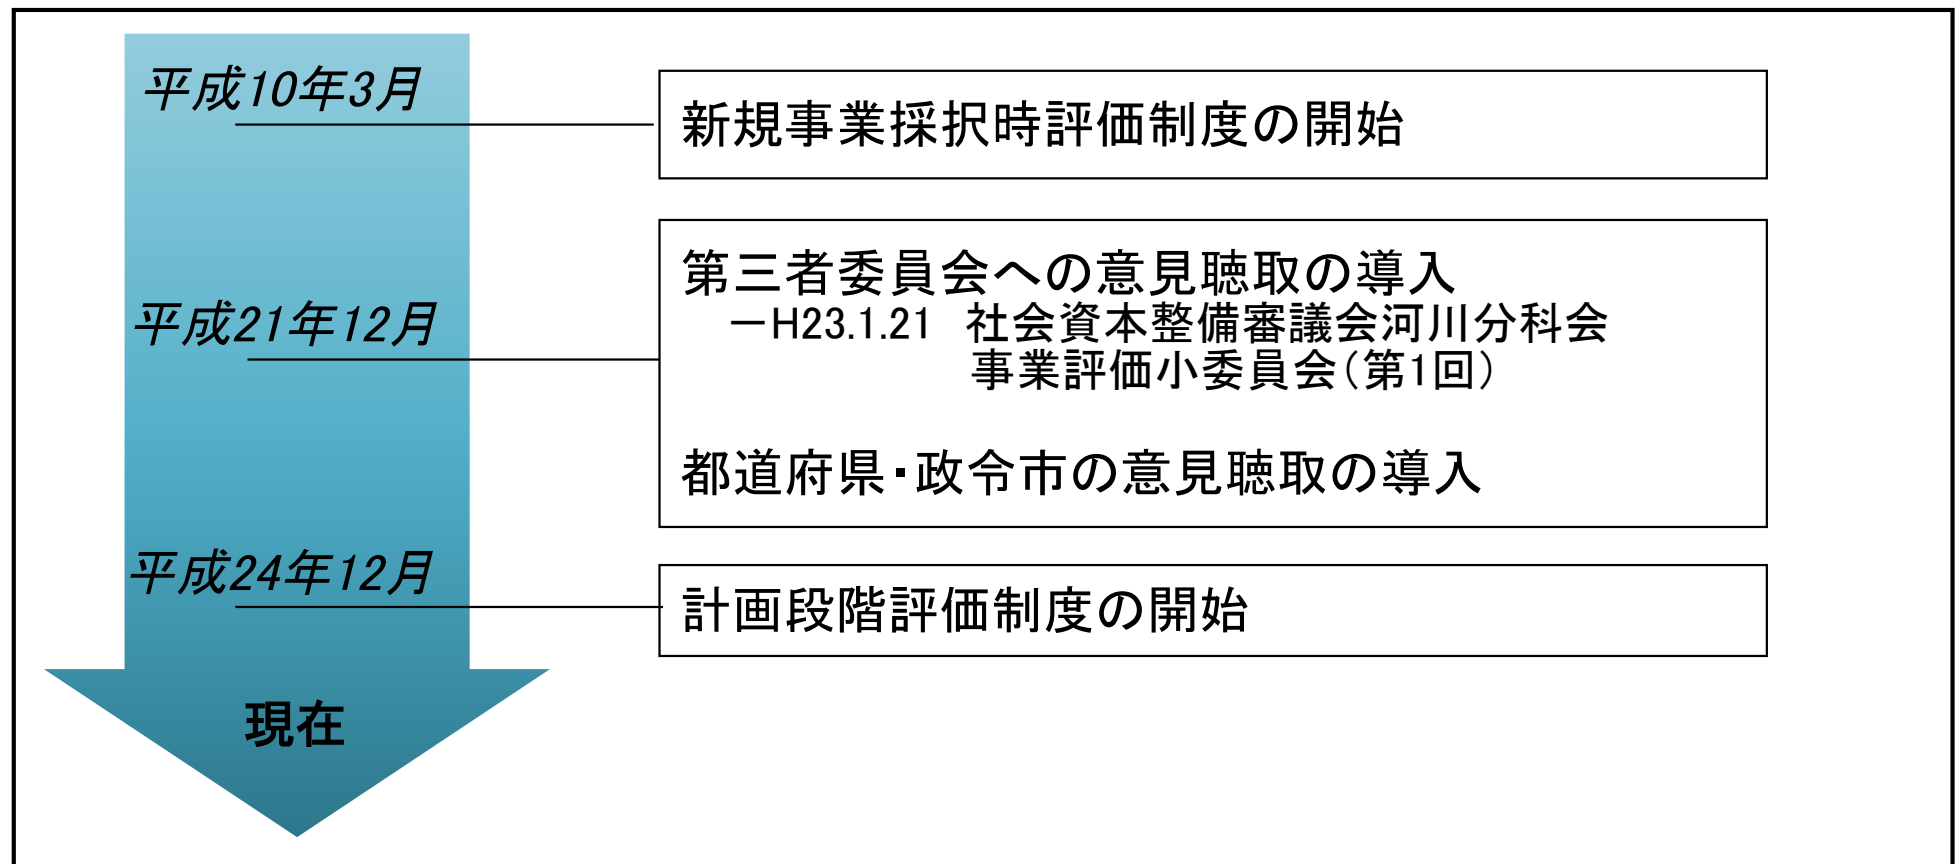 平成10年3月
新規事業採択時評価制度の開始
平成21年12月
第三者委員会への意見聴取の導入
－H23.1.21　社会資本整備審議会河川分科会
事業評価小委員会（第1回）
都道府県・政令市の意見聴取の導入
平成24年12月
計画段階評価制度の開始
現在